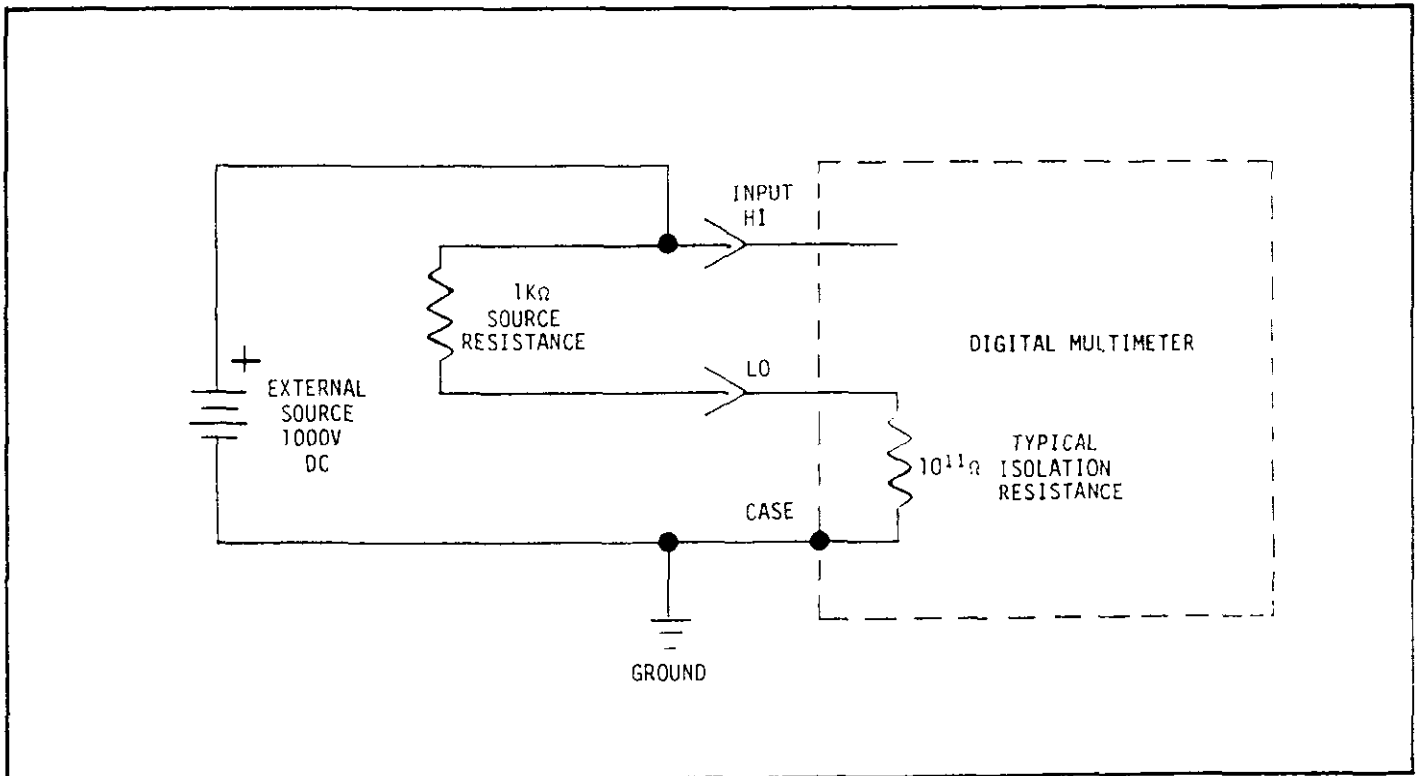 INPUT
HI
1KΩ
SOURCE
RESISTANCE
DIGITAL MULTIMETER
LO
+
EXTERNAL
SOURCE
1000V
DC
10¹¹Ω
TYPICAL
ISOLATION
RESISTANCE
CASE
GROUND